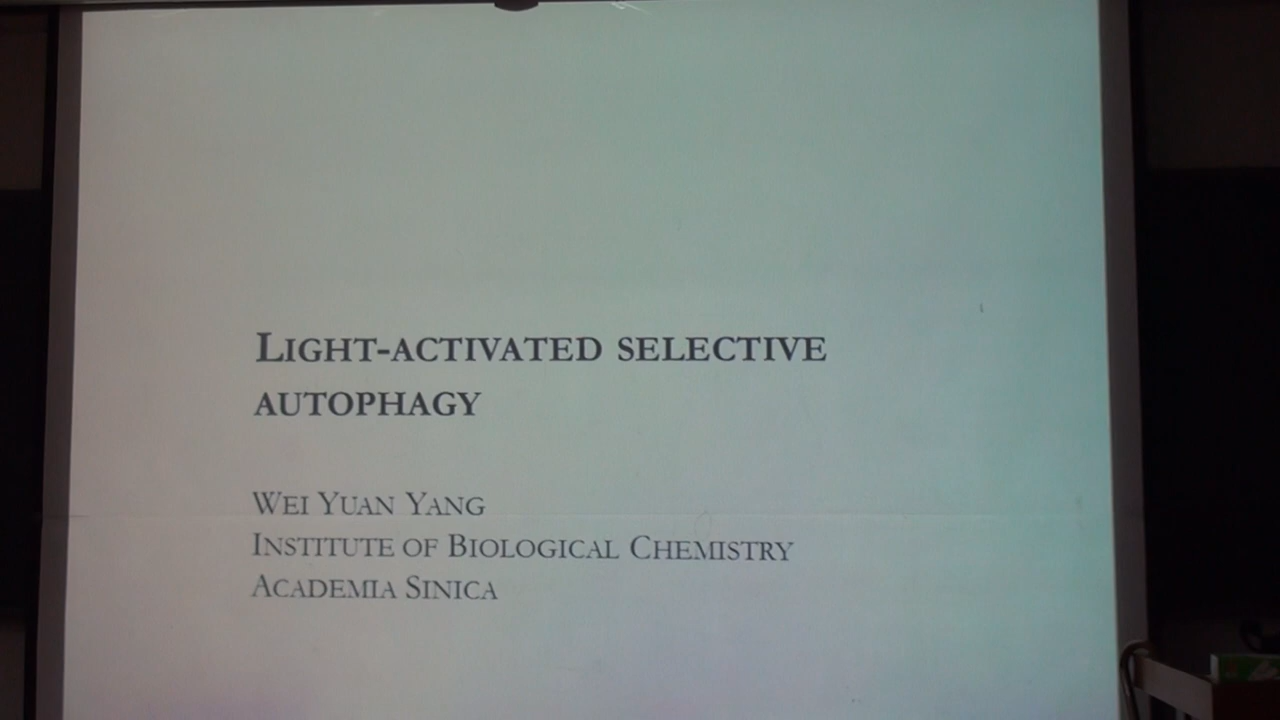 LIGHT-ACTIVATED SELECTIVE
AUTOPHAGY
WEI YUAN YANG
INSTITUTE OF BIOLOGICAL CHEMISTRY
ACADEMIA SINICA